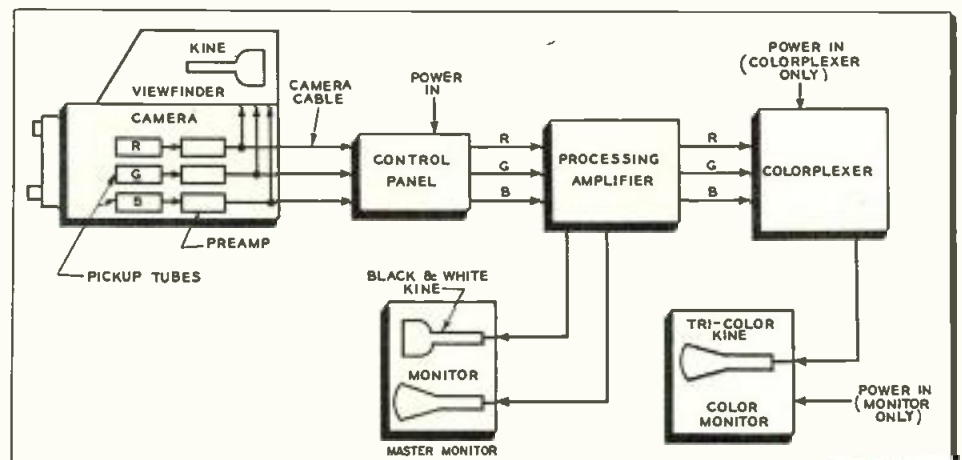 KINE
VIEWFINDER
CAMERA
R
G
B
PREAMP
PICKUP TUBES
CAMERA
CABLE
POWER
IN
CONTROL
PANEL
R
G
B
PROCESSING
AMPLIFIER
R
G
B
POWER IN
(COLORPLEXER
ONLY)
COLORPLEXER
BLACK & WHITE
KINE
MONITOR
MASTER MONITOR
TRI-COLOR
KINE
COLOR
MONITOR
POWER IN
(MONITOR
ONLY)